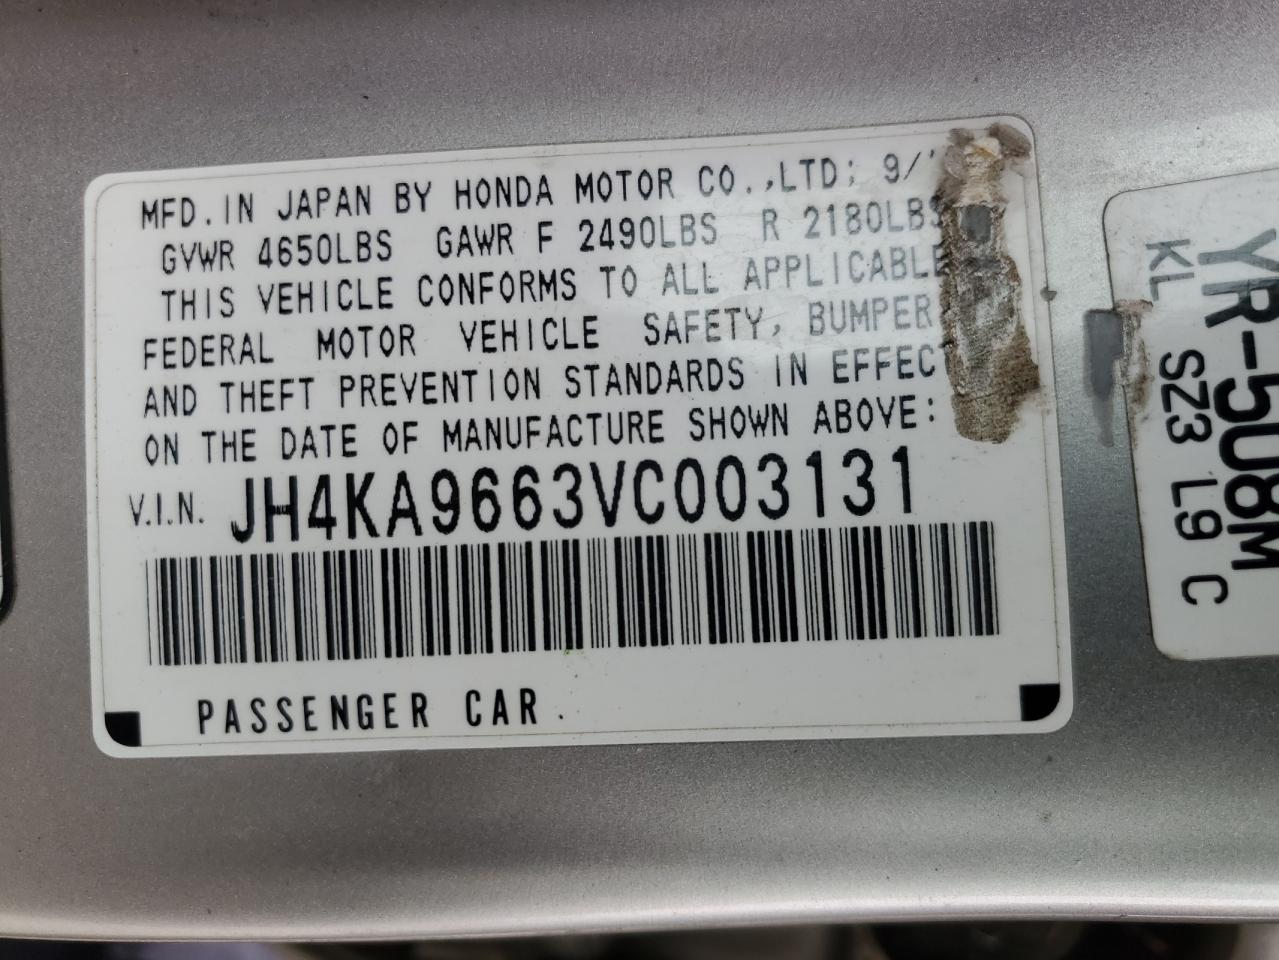 MFD. IN JAPAN BY HONDA MOTOR CO.,LTD; 9/
GVWR 4650LBS GAWR F 2490LBS R 2180LBS
THIS VEHICLE CONFORMS TO ALL APPLICABLE
FEDERAL MOTOR VEHICLE SAFETY, BUMPER
AND THEFT PREVENTION STANDARDS IN EFFECT
ON THE DATE OF MANUFACTURE SHOWN ABOVE:
V.I.N. JH4KA9663VC003131
PASSENGER CAR.
YR-508M
KL SZ3 L9 C